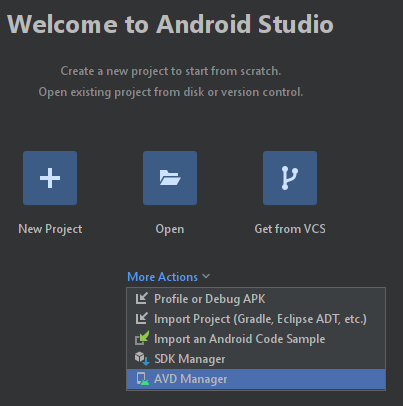 Welcome to Android Studio
Create a new project to start from scratch.
Open existing project from disk or version control.
New Project
Open
Get from VCS
More Actions
Profile or Debug APK
Import Project (Gradle, Eclipse ADT, etc.)
Import an Android Code Sample
SDK Manager
AVD Manager